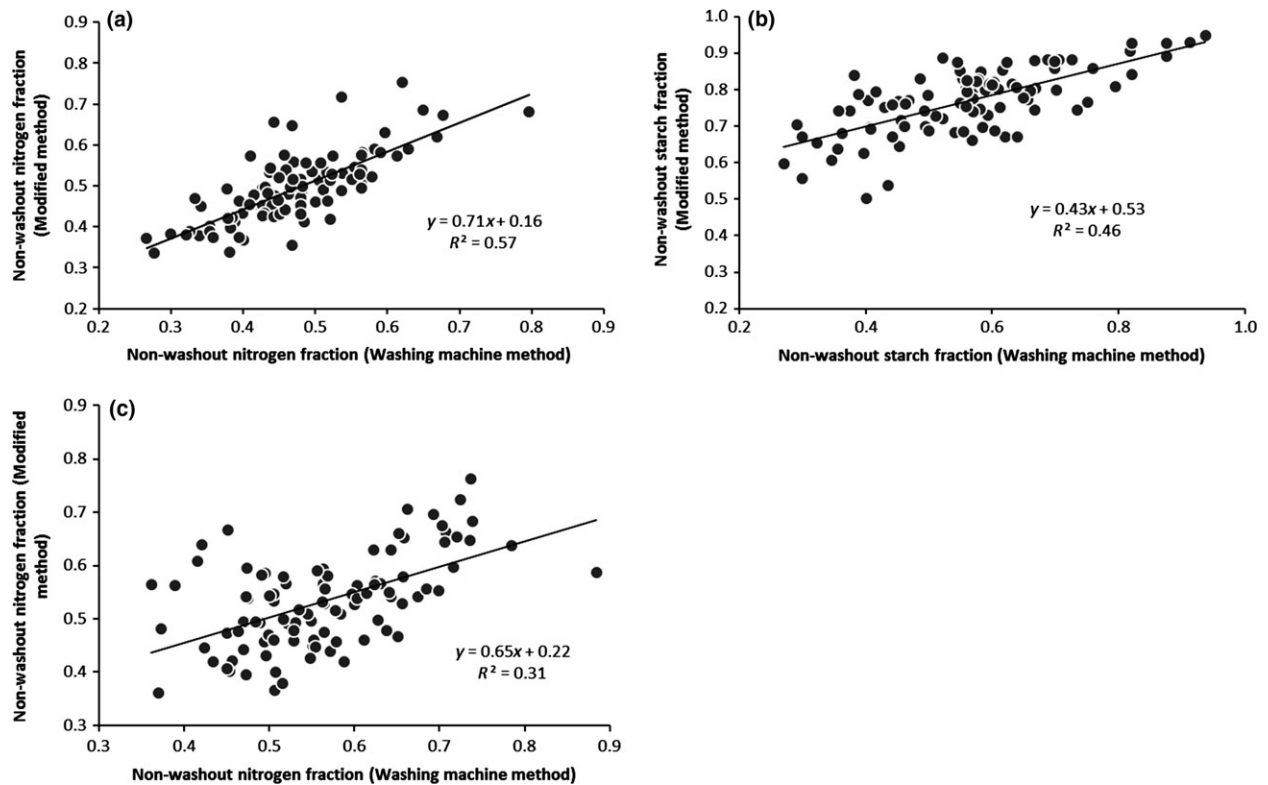 (a)
Non-washout nitrogen fraction
(Modified method)
0.9
0.8
0.7
0.6
0.5
0.4
0.3
0.2
y = 0.71x + 0.16
R² = 0.57
0.2 0.3 0.4 0.5 0.6 0.7 0.8 0.9
Non-washout nitrogen fraction (Washing machine method)
(b)
Non-washout starch fraction
(Modified method)
1.0
0.9
0.8
0.7
0.6
0.5
0.4
0.3
0.2
y = 0.43x + 0.53
R² = 0.46
0.2 0.4 0.6 0.8 1.0
Non-washout starch fraction (Washing machine method)
(c)
Non-washout nitrogen fraction (Modified
method)
0.9
0.8
0.7
0.6
0.5
0.4
0.3
y = 0.65x + 0.22
R² = 0.31
0.3 0.4 0.5 0.6 0.7 0.8 0.9
Non-washout nitrogen fraction (Washing machine method)